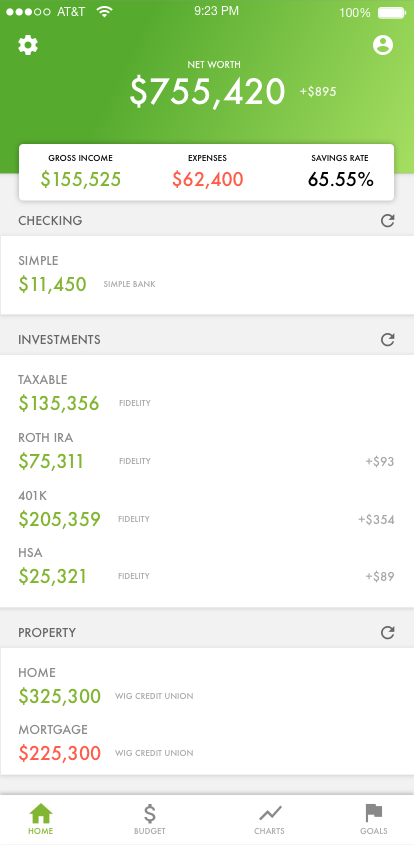 AT&T 9:23 PM 100%
NET WORTH
$755,420 +$895
GROSS INCOME EXPENSES SAVINGS RATE
$155,525 $62,400 65.55%
CHECKING
SIMPLE
$11,450 SIMPLE BANK
INVESTMENTS
TAXABLE
$135,356 FIDELITY
ROTH IRA
$75,311 FIDELITY +$93
401K
$205,359 FIDELITY +$354
HSA
$25,321 FIDELITY +$89
PROPERTY
HOME
$325,300 WIG CREDIT UNION
MORTGAGE
$225,300 WIG CREDIT UNION
HOME BUDGET CHARTS GOALS